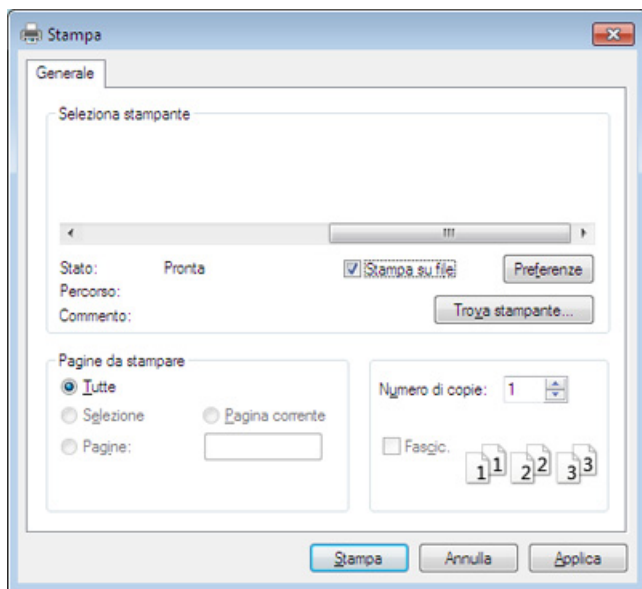 Stampa
Generale
Seleziona stampante
Stato: Pronta
Stampa su file
Preferenze
Percorso:
Commento:
Trova stampante...
Pagine da stampare
Tutte
Selezione
Pagina corrente
Pagine:
Numero di copie: 1
Fascic.
1 1 2 2 3 3
Stampa
Annulla
Applica